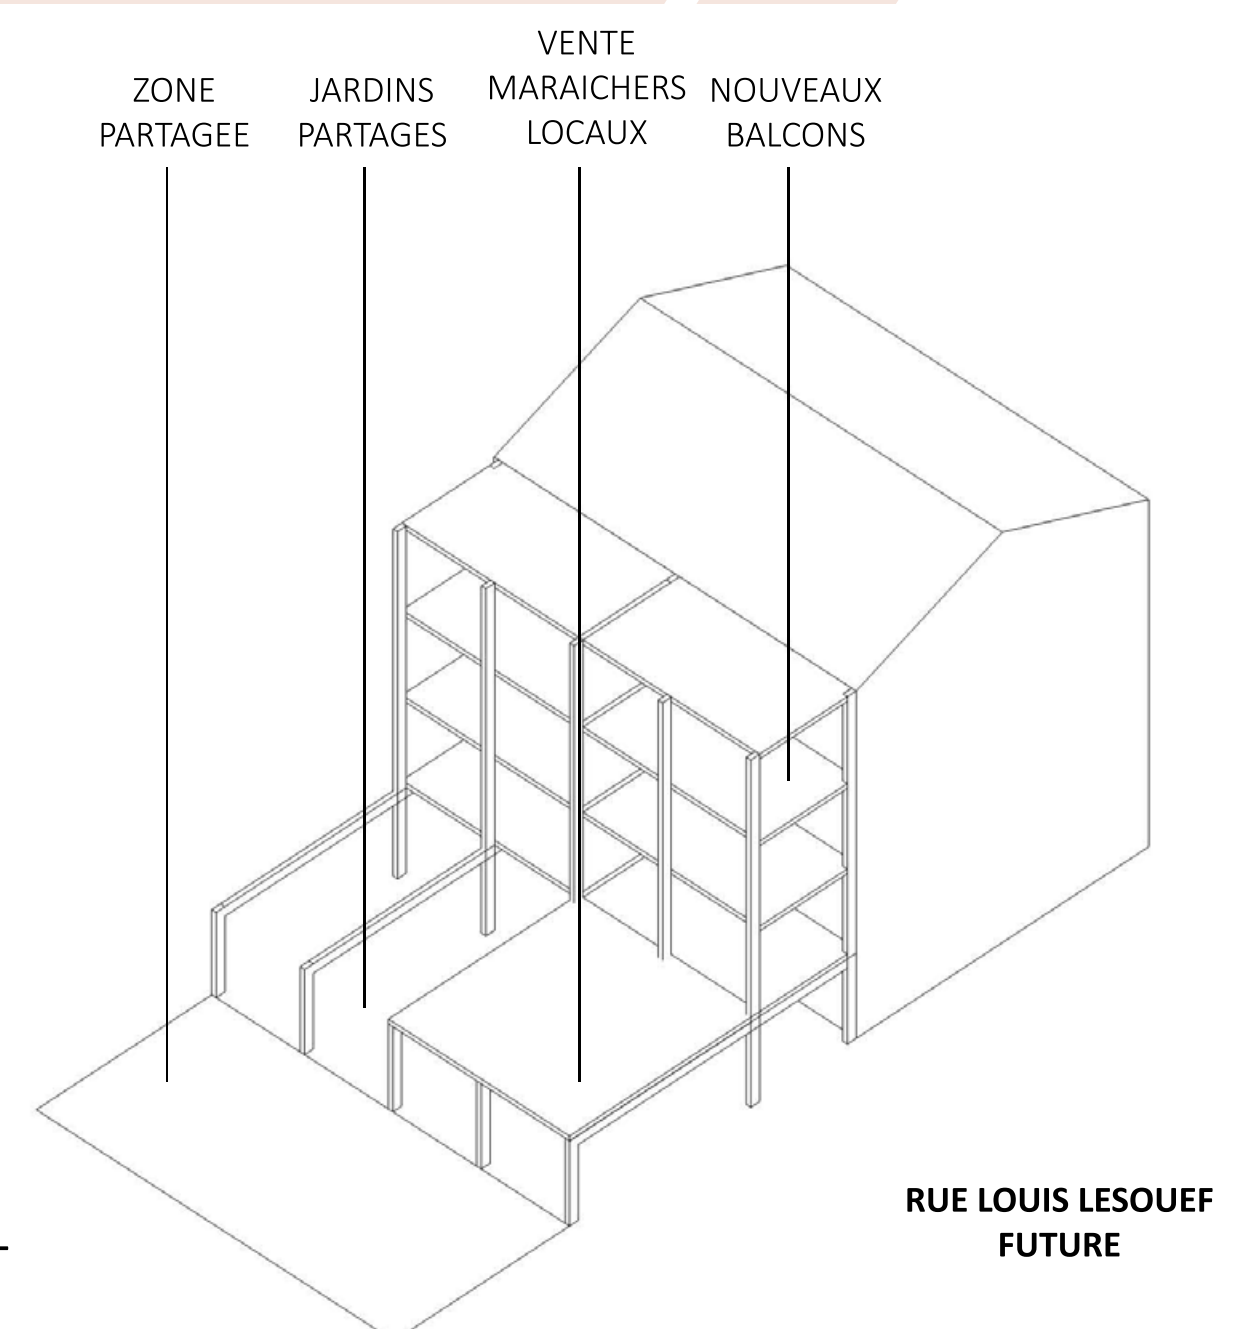 ZONE
PARTAGEE
JARDINS
PARTAGES
VENTE
MARAICHERS
LOCAUX
NOUVEAUX
BALCONS
RUE LOUIS LESOUEF
FUTURE